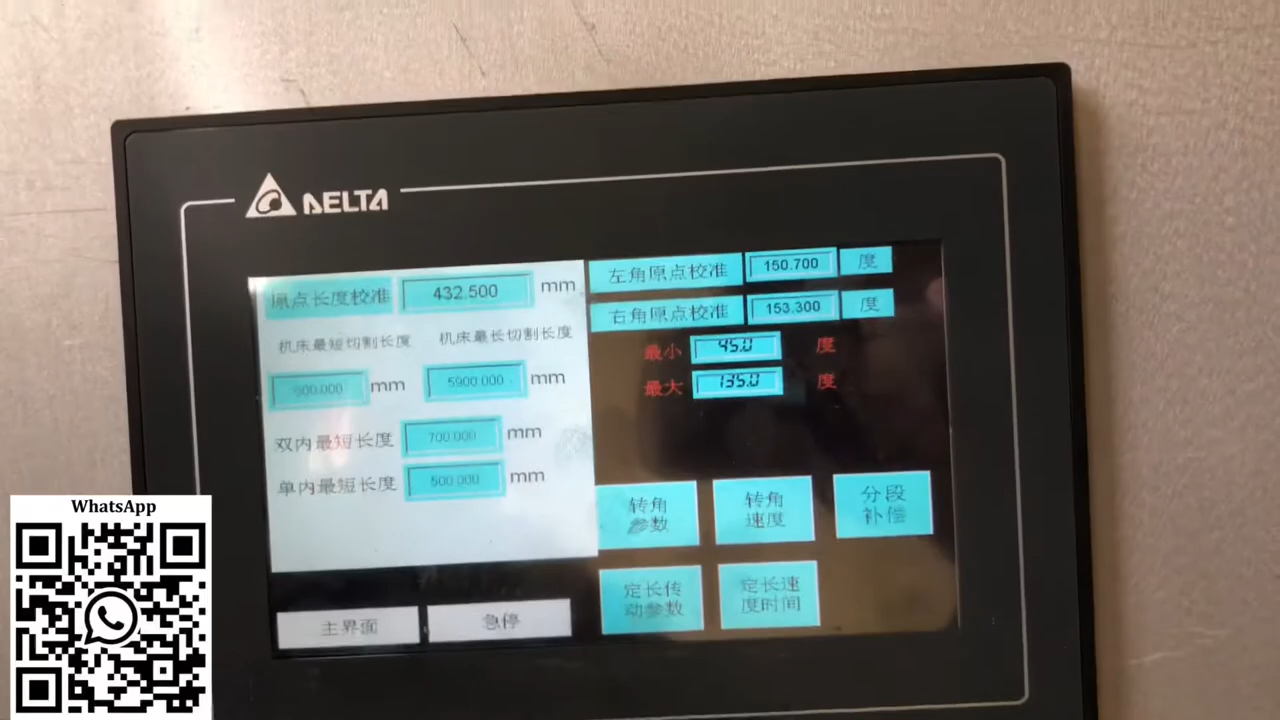 DELTA
原点长度校准 432.500 mm
机床最短切割长度 机床最长切割长度
mm 5900.000 mm
双内最短长度 700.000 mm
单内最短长度 500.000 mm
主界面 急停
左角原点校准 150.700 度
右角原点校准 153.300 度
最小 45.0 度
最大 135.0 度
转角
参数
转角
速度
分段
补偿
定长传
动参数
定长速
度时间
WhatsApp